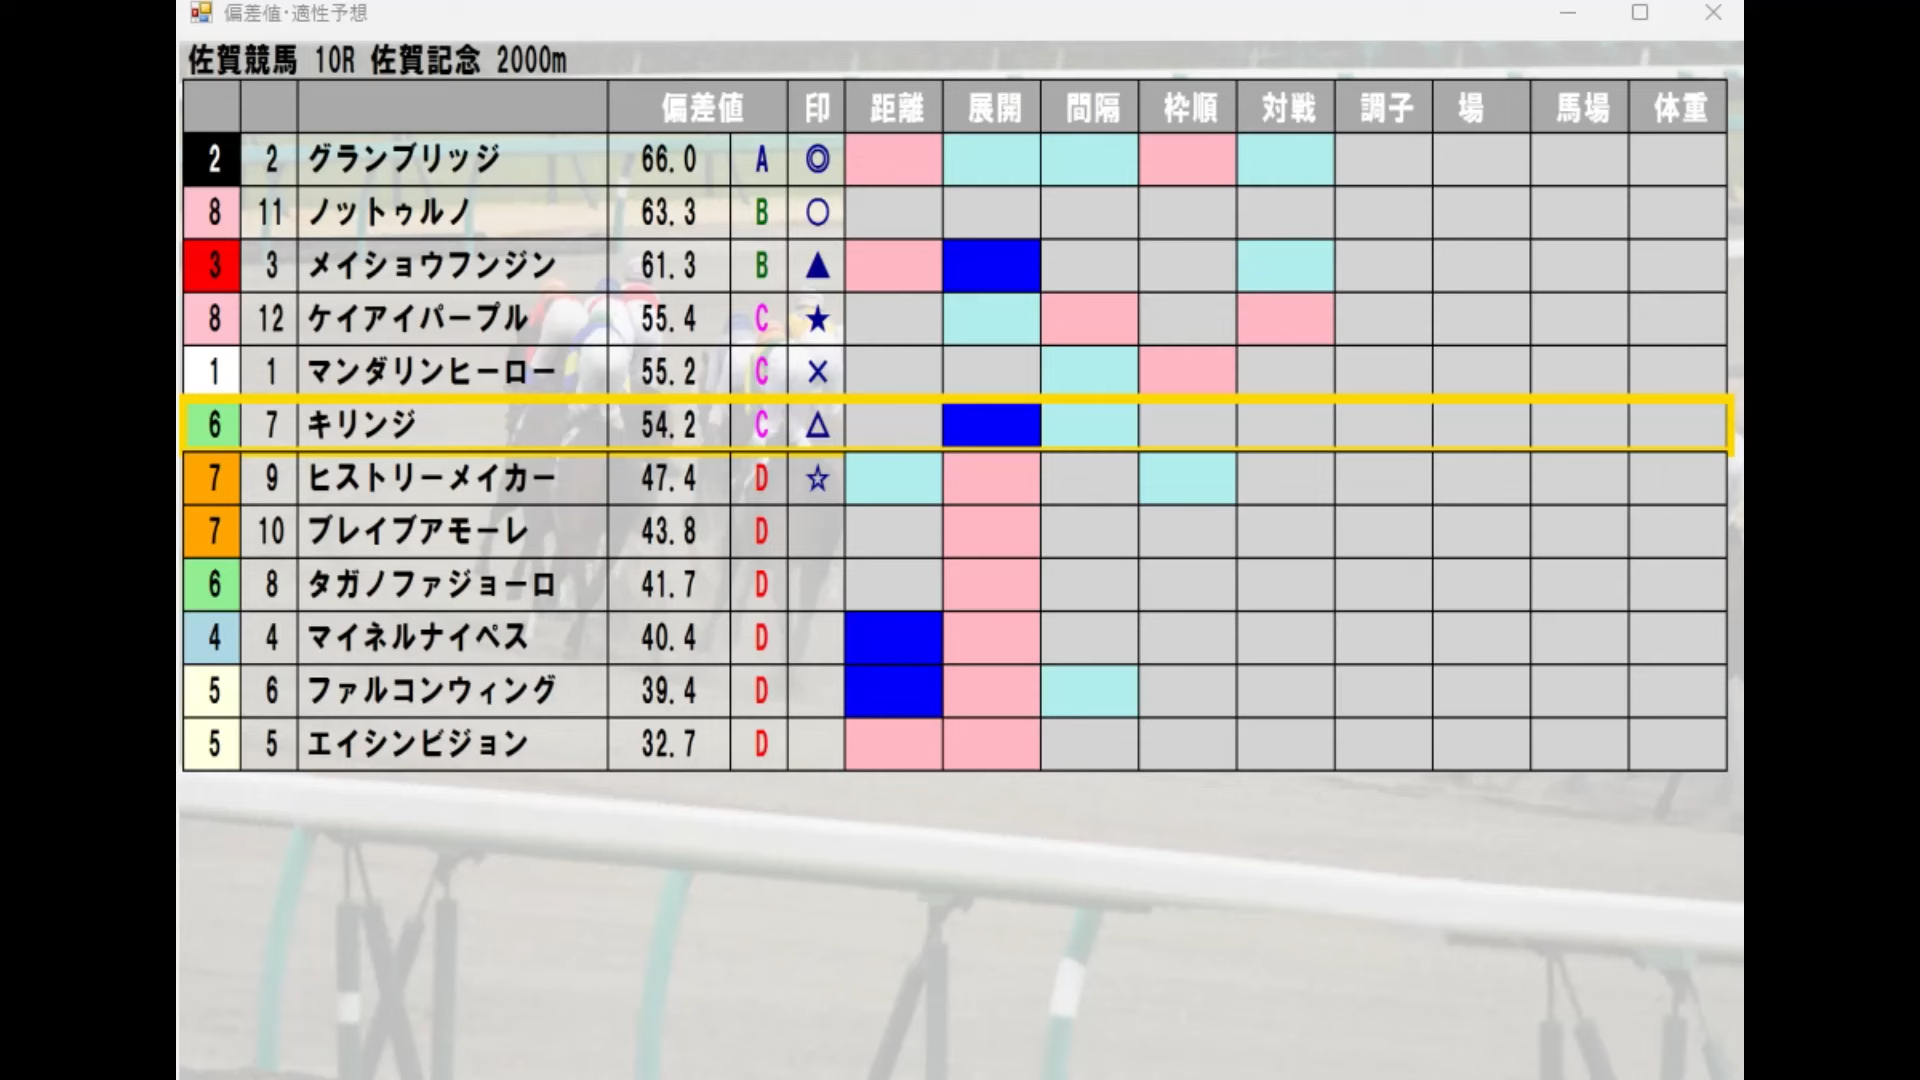 偏差値・適性予想
佐賀競馬 10R 佐賀記念 2000m
偏差値 印 距離 展開 間隔 枠順 対戦 調子 場 馬場 体重
2 2 グランブリッジ 66.0 A ◎
8 11 ノットゥルノ 63.3 B ○
3 3 メイショウフンジン 61.3 B ▲
8 12 ケイアイパープル 55.4 C ★
1 1 マンダリンヒーロー 55.2 C ×
6 7 キリンジ 54.2 C △
7 9 ヒストリーメイカー 47.4 D ☆
7 10 ブレイブアモーレ 43.8 D
6 8 タガノファジョーロ 41.7 D
4 4 マイネルナイペス 40.4 D
5 6 ファルコンウィング 39.4 D
5 5 エイシンビジョン 32.7 D